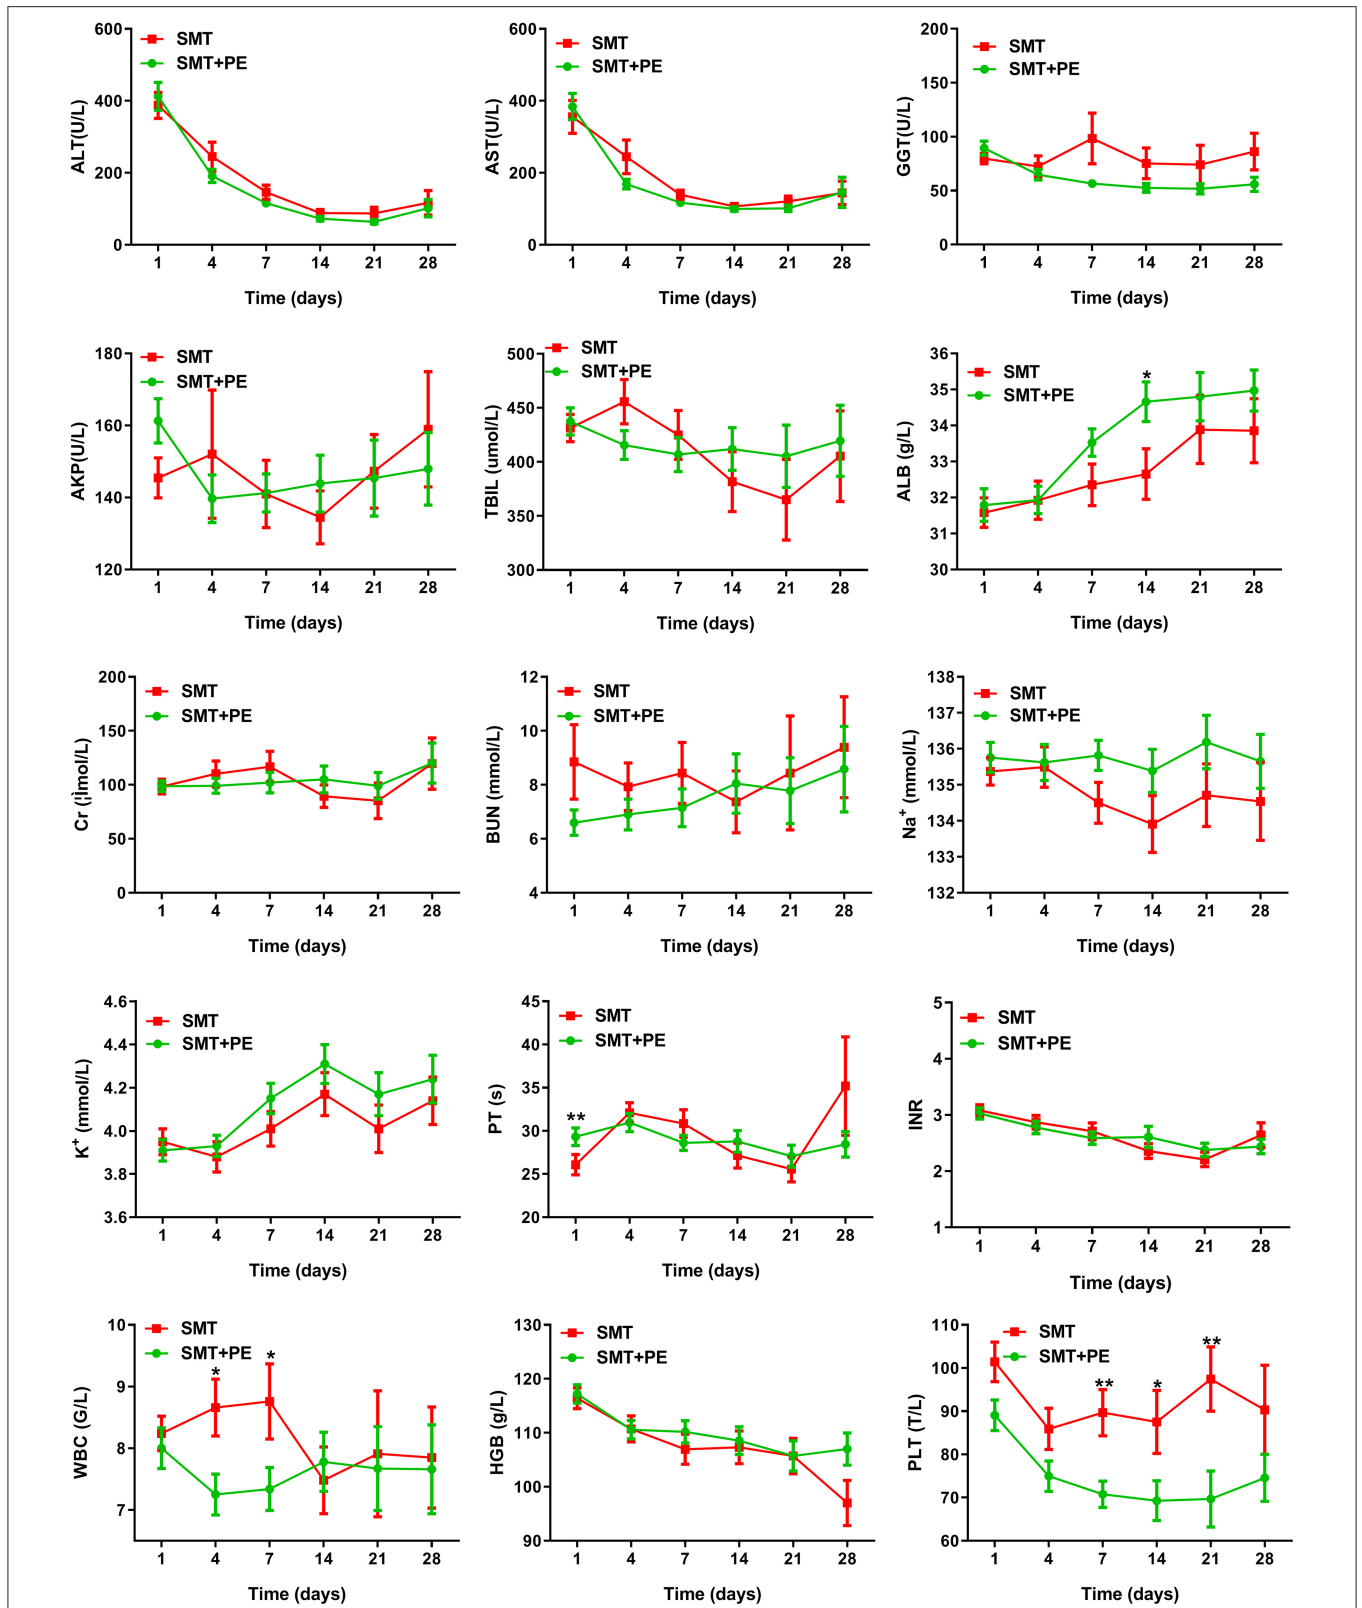 600
400
200
0
ALT(U/L)
SMT
SMT+PE
1 4 7 14 21 28
Time (days)
600
400
200
0
AST(U/L)
SMT
SMT+PE
1 4 7 14 21 28
Time (days)
200
150
100
50
0
GGT(U/L)
SMT
SMT+PE
1 4 7 14 21 28
Time (days)
180
160
140
120
AKP(U/L)
SMT
SMT+PE
1 4 7 14 21 28
Time (days)
500
450
400
350
300
TBIL (umol/L)
SMT
SMT+PE
1 4 7 14 21 28
Time (days)
36
35
34
33
32
31
30
ALB (g/L)
SMT
SMT+PE
*
1 4 7 14 21 28
Time (days)
200
150
100
50
0
Cr (¦Ìmol/L)
SMT
SMT+PE
1 4 7 14 21 28
Time (days)
12
10
8
6
4
BUN (mmol/L)
SMT
SMT+PE
1 4 7 14 21 28
Time (days)
138
137
136
135
134
133
132
Na⁺ (mmol/L)
SMT
SMT+PE
1 4 7 14 21 28
Time (days)
4.6
4.4
4.2
4.0
3.8
3.6
K⁺ (mmol/L)
SMT
SMT+PE
1 4 7 14 21 28
Time (days)
45
40
35
30
25
20
PT (s)
SMT
SMT+PE
**
1 4 7 14 21 28
Time (days)
5
4
3
2
1
INR
SMT
SMT+PE
1 4 7 14 21 28
Time (days)
10
9
8
7
WBC (G/L)
SMT
SMT+PE
* *
1 4 7 14 21 28
Time (days)
130
120
110
100
90
HGB (g/L)
SMT
SMT+PE
1 4 7 14 21 28
Time (days)
110
100
90
80
70
60
PLT (T/L)
SMT
SMT+PE
** * **
1 4 7 14 21 28
Time (days)